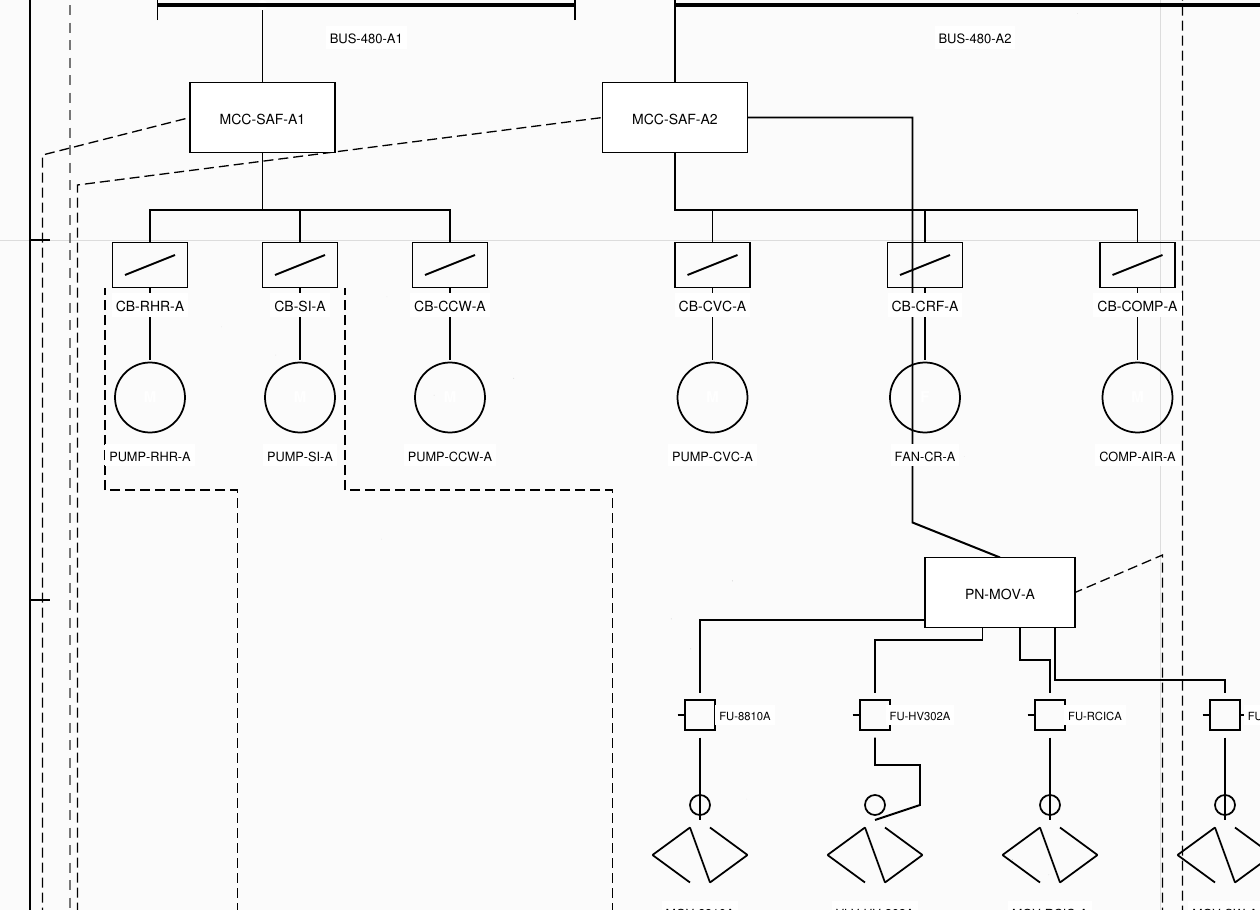 BUS-480-A1
BUS-480-A2
MCC-SAF-A1
MCC-SAF-A2
CB-RHR-A
CB-SI-A
CB-CCW-A
CB-CVC-A
CB-CRF-A
CB-COMP-A
PUMP-RHR-A
PUMP-SI-A
PUMP-CCW-A
PUMP-CVC-A
FAN-CR-A
COMP-AIR-A
PN-MOV-A
FU-8810A
FU-HV302A
FU-RCICA
FU